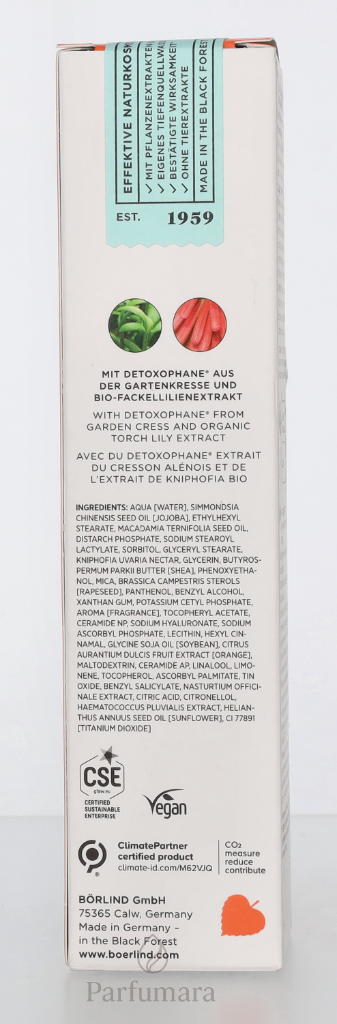 EFFEKTIVE NATURKOSM
✓ MIT PFLANZENEXTRAKTEN
✓ EIGENES TIEFENQUELLWAS
✓ BESTÄTIGTE WIRKSAMKEIT
✓ OHNE TIEREXTRAKTE
MADE IN THE BLACK FOREST
EST. 1959
MIT DETOXOPHANE® AUS
DER GARTENKRESSE UND
BIO-FACKELLILIENEXTRAKT
WITH DETOXOPHANE® FROM
GARDEN CRESS AND ORGANIC
TORCH LILY EXTRACT
AVEC DU DETOXOPHANE® EXTRAIT
DU CRESSON ALÉNOIS ET DE
L'EXTRAIT DE KNIPHOFIA BIO
INGREDIENTS: AQUA [WATER], SIMMONDSIA
CHINENSIS SEED OIL [JOJOBA], ETHYLHEXYL
STEARATE, MACADAMIA TERNIFOLIA SEED OIL,
DISTARCH PHOSPHATE, SODIUM STEAROYL
LACTYLATE, SORBITOL, GLYCERYL STEARATE,
KNIPHOFIA UVARIA NECTAR, GLYCERIN, BUTYROS-
PERMUM PARKII BUTTER [SHEA], PHENOXYETHA-
NOL, MICA, BRASSICA CAMPESTRIS STEROLS
[RAPESEED], PANTHENOL, BENZYL ALCOHOL,
XANTHAN GUM, POTASSIUM CETYL PHOSPHATE,
AROMA [FRAGRANCE], TOCOPHERYL ACETATE,
CERAMIDE NP, SODIUM HYALURONATE, SODIUM
ASCORBYL PHOSPHATE, LECITHIN, HEXYL CIN-
NAMAL, GLYCINE SOJA OIL [SOYBEAN], CITRUS
AURANTIUM DULCIS FRUIT EXTRACT [ORANGE],
MALTODEXTRIN, CERAMIDE AP, LINALOOL, LIMO-
NENE, TOCOPHEROL, ASCORBYL PALMITATE, TIN
OXIDE, BENZYL SALICYLATE, NASTURTIUM OFFICI-
NALE EXTRACT, CITRIC ACID, CITRONELLOL,
HAEMATOCOCCUS PLUVIALIS EXTRACT, HELIAN-
THUS ANNUUS SEED OIL [SUNFLOWER], CI 77891
[TITANIUM DIOXIDE]
CSE
CERTIFIED
SUSTAINABLE
ENTERPRISE
Vegan
ClimatePartner
certified product
climate-id.com/M62VJQ
CO₂
measure
reduce
contribute
BÖRLIND GmbH
75365 Calw, Germany
Made in Germany –
in the Black Forest
www.boerlind.com
Parfumara